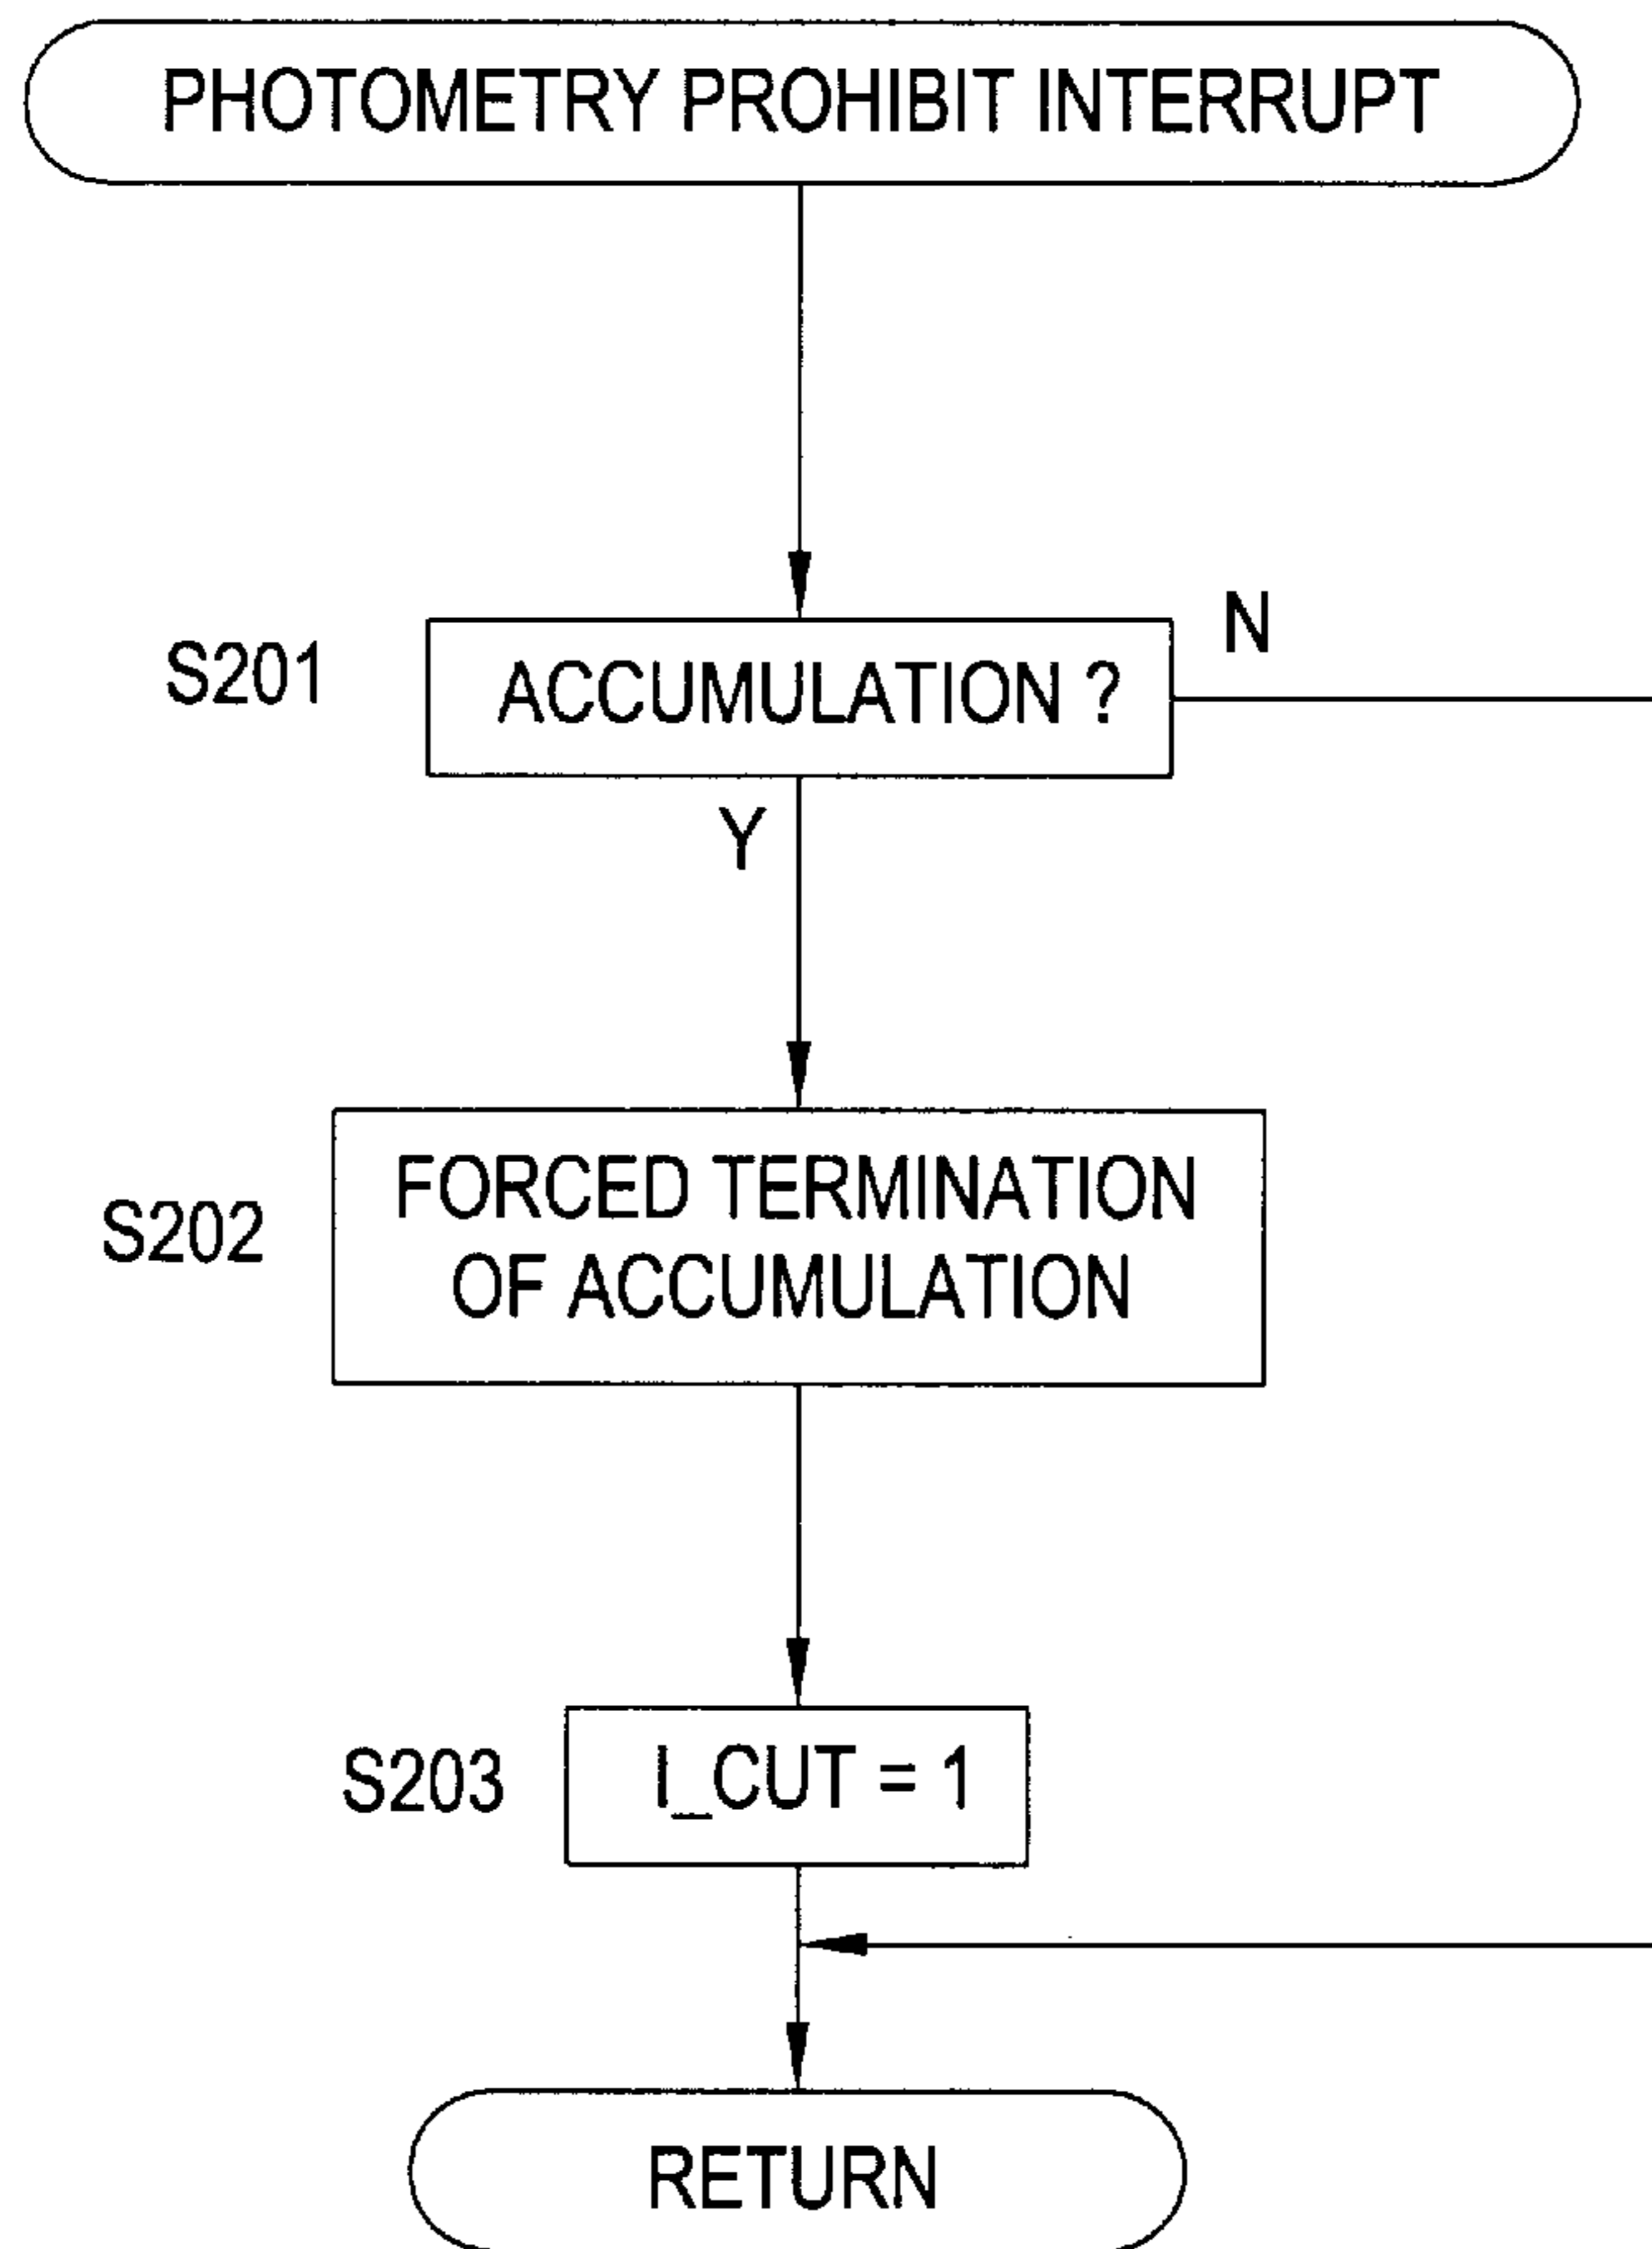 PHOTOMETRY PROHIBIT INTERRUPT
S201
ACCUMULATION ?
N
Y
S202
FORCED TERMINATION
OF ACCUMULATION
S203
I_CUT = 1
RETURN